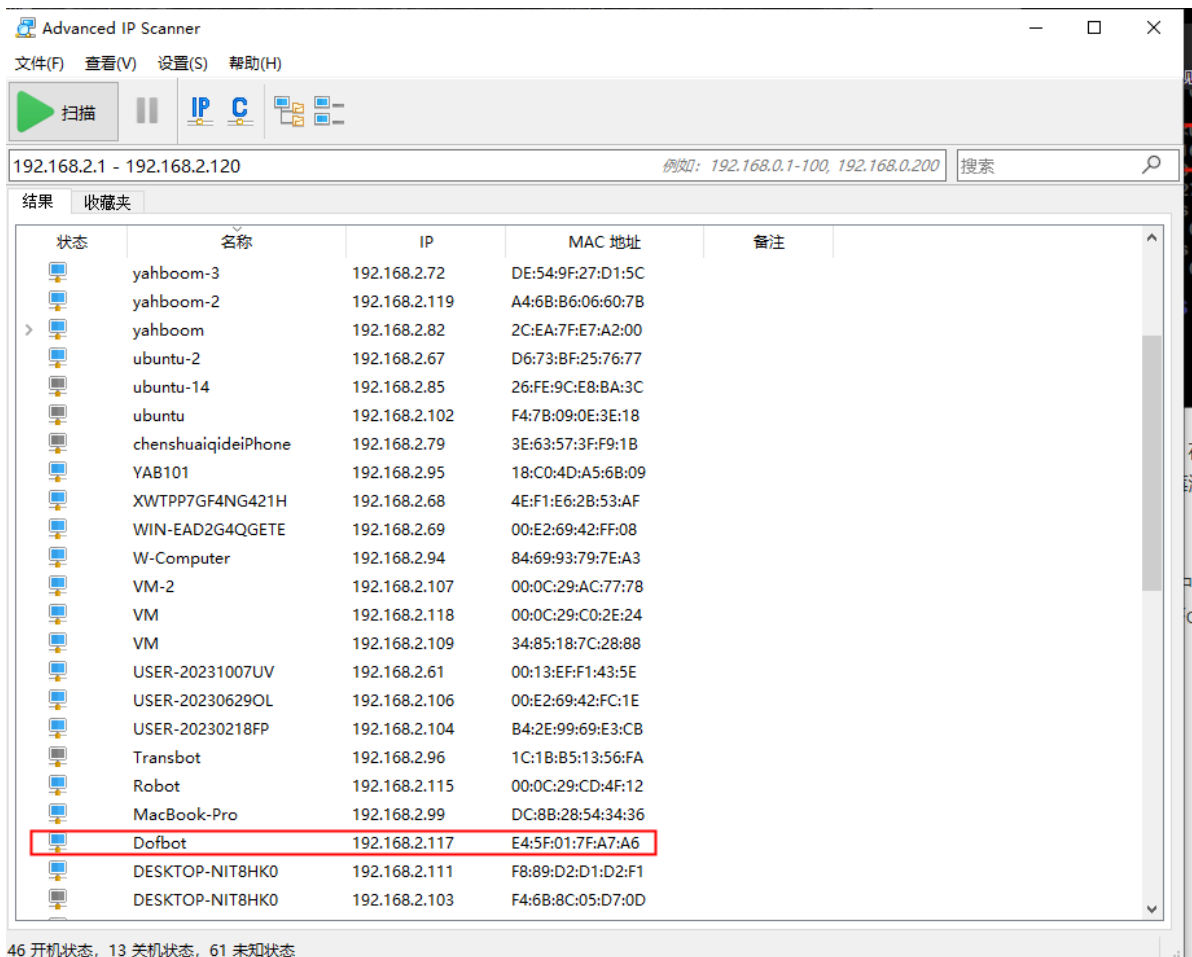 Advanced IP Scanner
文件(F) 查看(V) 设置(S) 帮助(H)
扫描 IP C
192.168.2.1 - 192.168.2.120 例如: 192.168.0.1-100, 192.168.0.200 搜索
结果 收藏夹
状态 名称 IP MAC 地址 备注
yahboom-3 192.168.2.72 DE:54:9F:27:D1:5C
yahboom-2 192.168.2.119 A4:6B:B6:06:60:7B
yahboom 192.168.2.82 2C:EA:7F:E7:A2:00
ubuntu-2 192.168.2.67 D6:73:BF:25:76:77
ubuntu-14 192.168.2.85 26:FE:9C:E8:BA:3C
ubuntu 192.168.2.102 F4:7B:09:0E:3E:18
chenshuaiqideiPhone 192.168.2.79 3E:63:57:3F:F9:1B
YAB101 192.168.2.95 18:C0:4D:A5:6B:09
XWTPP7GF4NG421H 192.168.2.68 4E:F1:E6:2B:53:AF
WIN-EAD2G4QGETE 192.168.2.69 00:E2:69:42:FF:08
W-Computer 192.168.2.94 84:69:93:79:7E:A3
VM-2 192.168.2.107 00:0C:29:AC:77:78
VM 192.168.2.118 00:0C:29:C0:2E:24
VM 192.168.2.109 34:85:18:7C:28:88
USER-20231007UV 192.168.2.61 00:13:EF:F1:43:5E
USER-20230629OL 192.168.2.106 00:E2:69:42:FC:1E
USER-20230218FP 192.168.2.104 B4:2E:99:69:E3:CB
Transbot 192.168.2.96 1C:1B:B5:13:56:FA
Robot 192.168.2.115 00:0C:29:CD:4F:12
MacBook-Pro 192.168.2.99 DC:8B:28:54:34:36
Dofbot 192.168.2.117 E4:5F:01:7F:A7:A6
DESKTOP-NIT8HK0 192.168.2.111 F8:89:D2:D1:D2:F1
DESKTOP-NIT8HK0 192.168.2.103 F4:6B:8C:05:D7:0D
46 开机状态, 13 关机状态, 61 未知状态